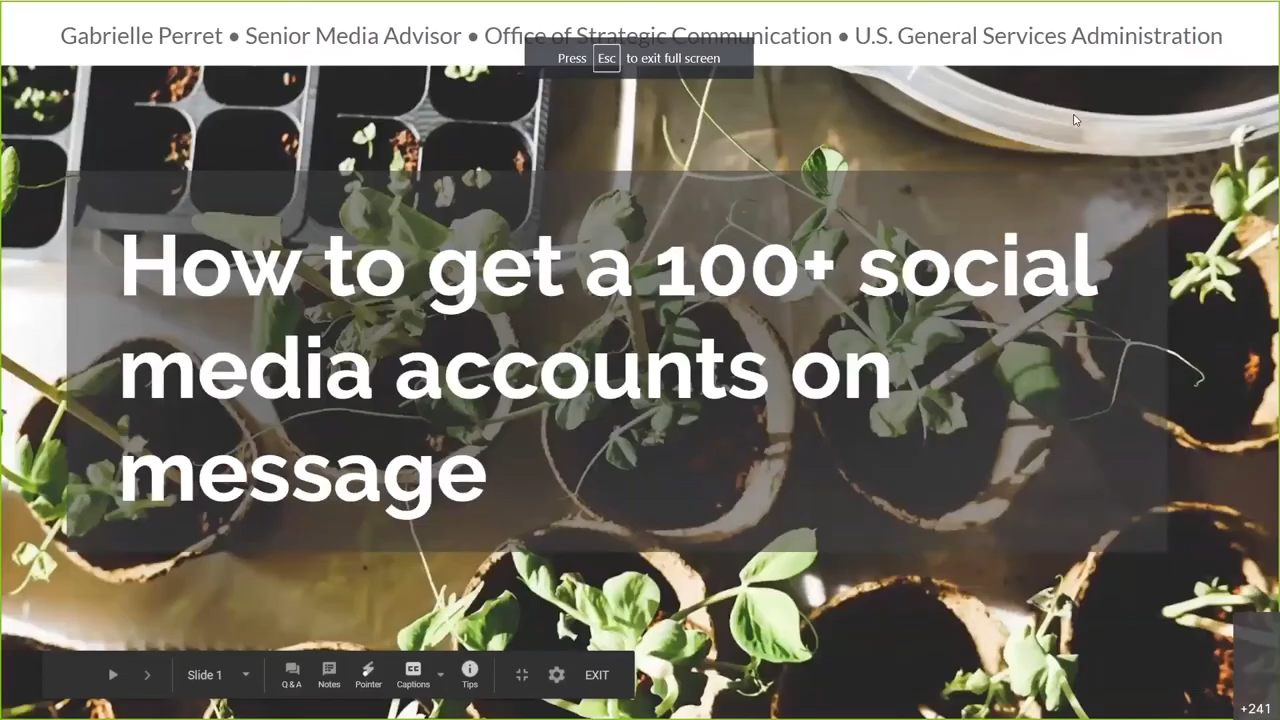 Gabrielle Perret • Senior Media Advisor • Office of Strategic Communication • U.S. General Services Administration
Press Esc to exit full screen
How to get a 100+ social
media accounts on
message
Slide 1
Q & A
Notes
Pointer
Captions
Tips
EXIT
+241